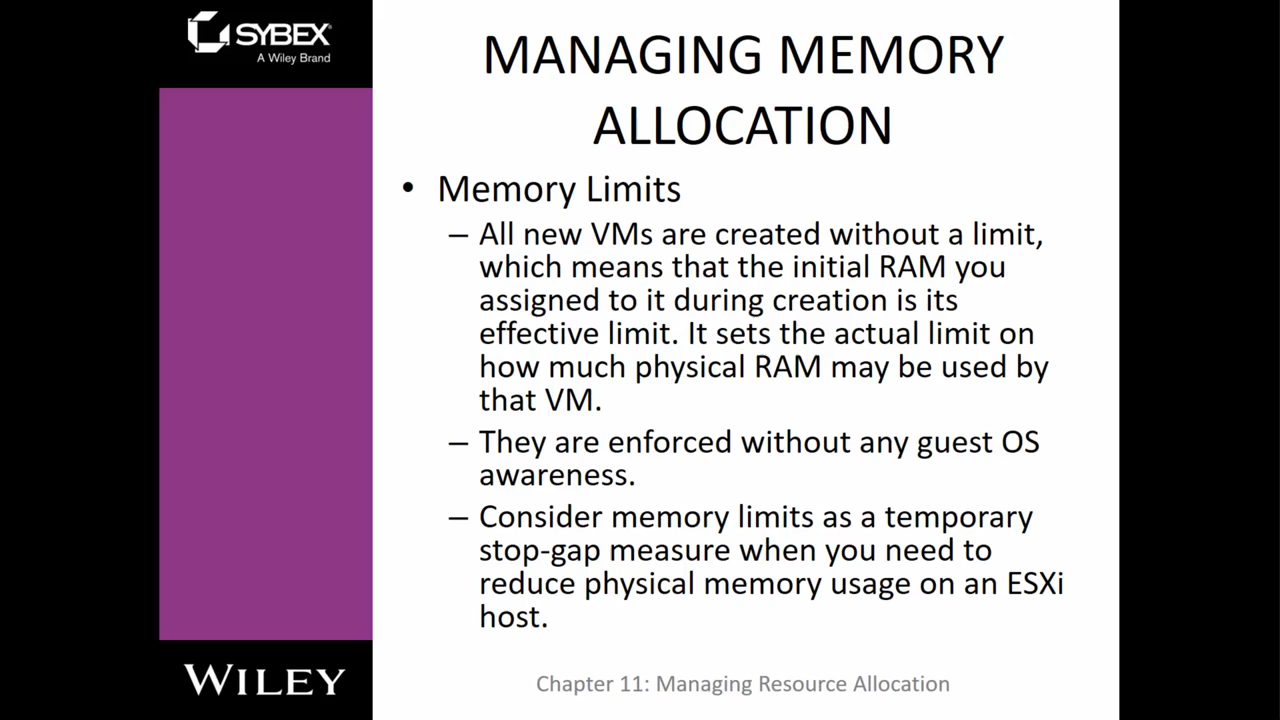 SYBEX
A Wiley Brand
MANAGING MEMORY
ALLOCATION
• Memory Limits
– All new VMs are created without a limit,
which means that the initial RAM you
assigned to it during creation is its
effective limit. It sets the actual limit on
how much physical RAM may be used by
that VM.
– They are enforced without any guest OS
awareness.
– Consider memory limits as a temporary
stop-gap measure when you need to
reduce physical memory usage on an ESXi
host.
WILEY
Chapter 11: Managing Resource Allocation